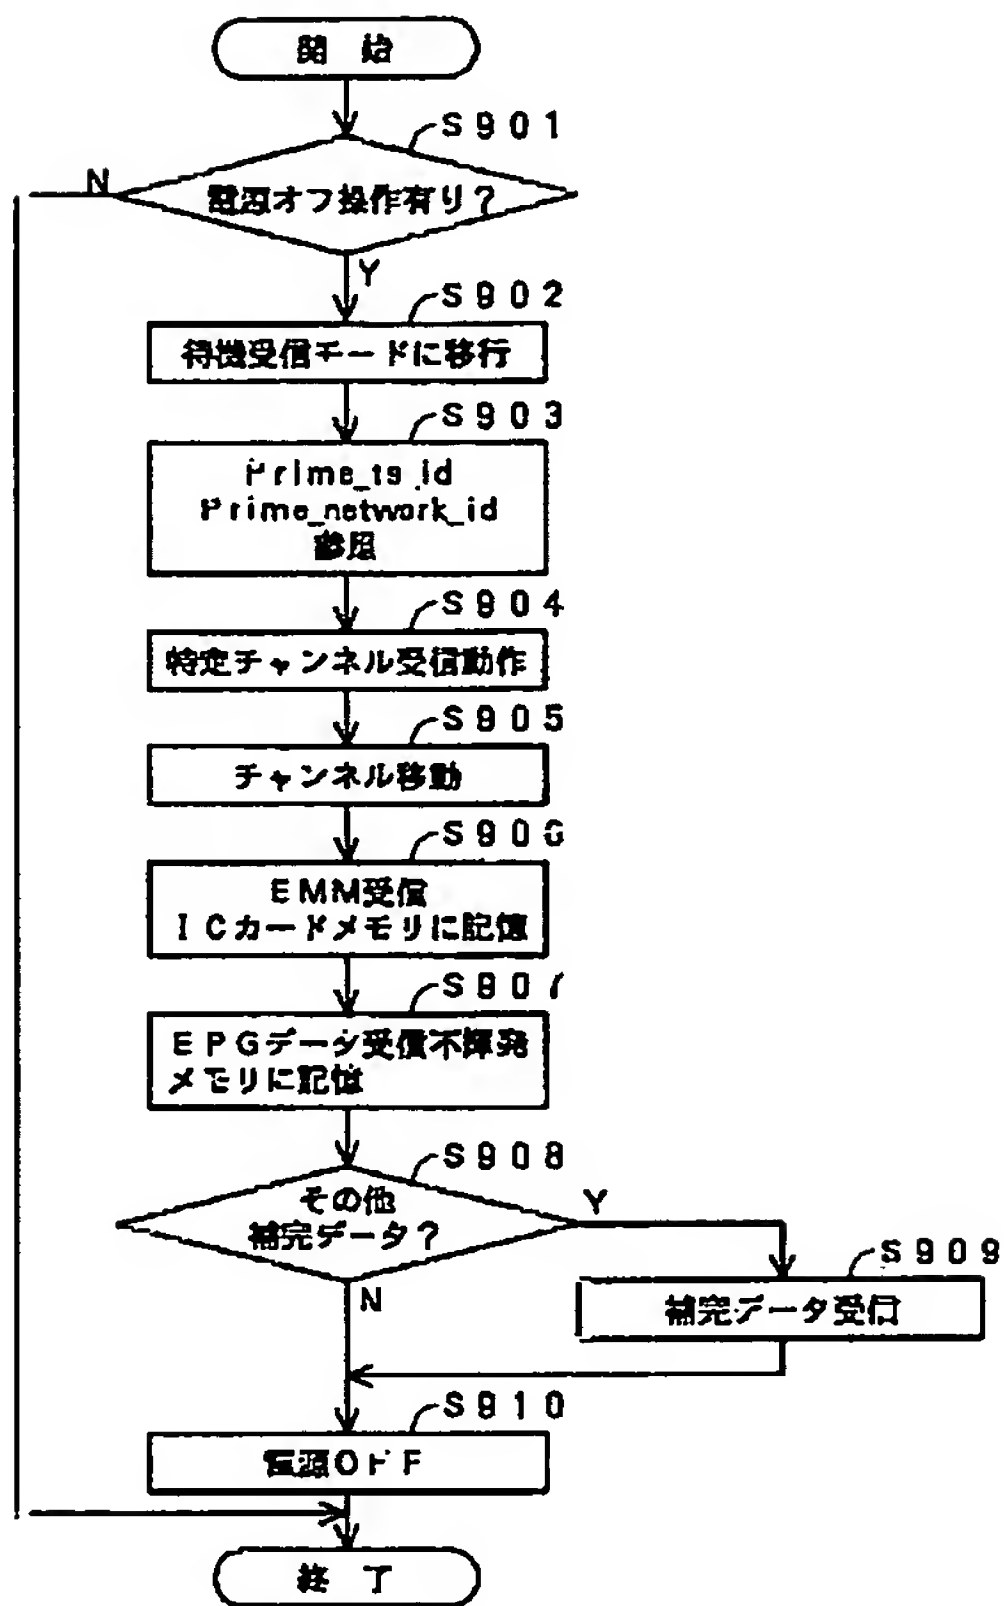 開 始
S901
N
電源オフ操作有り?
Y
S902
待機受信モードに移行
S903
Prime_ts_id
Prime_network_id
参照
S904
特定チャンネル受信動作
S905
チャンネル移動
S906
EMM受信
ICカードメモリに記憶
S907
EPGデータ受信不揮発
メモリに記憶
S908
その他
補完データ?
Y
S909
N
補完データ受信
S910
電源OFF
終 了